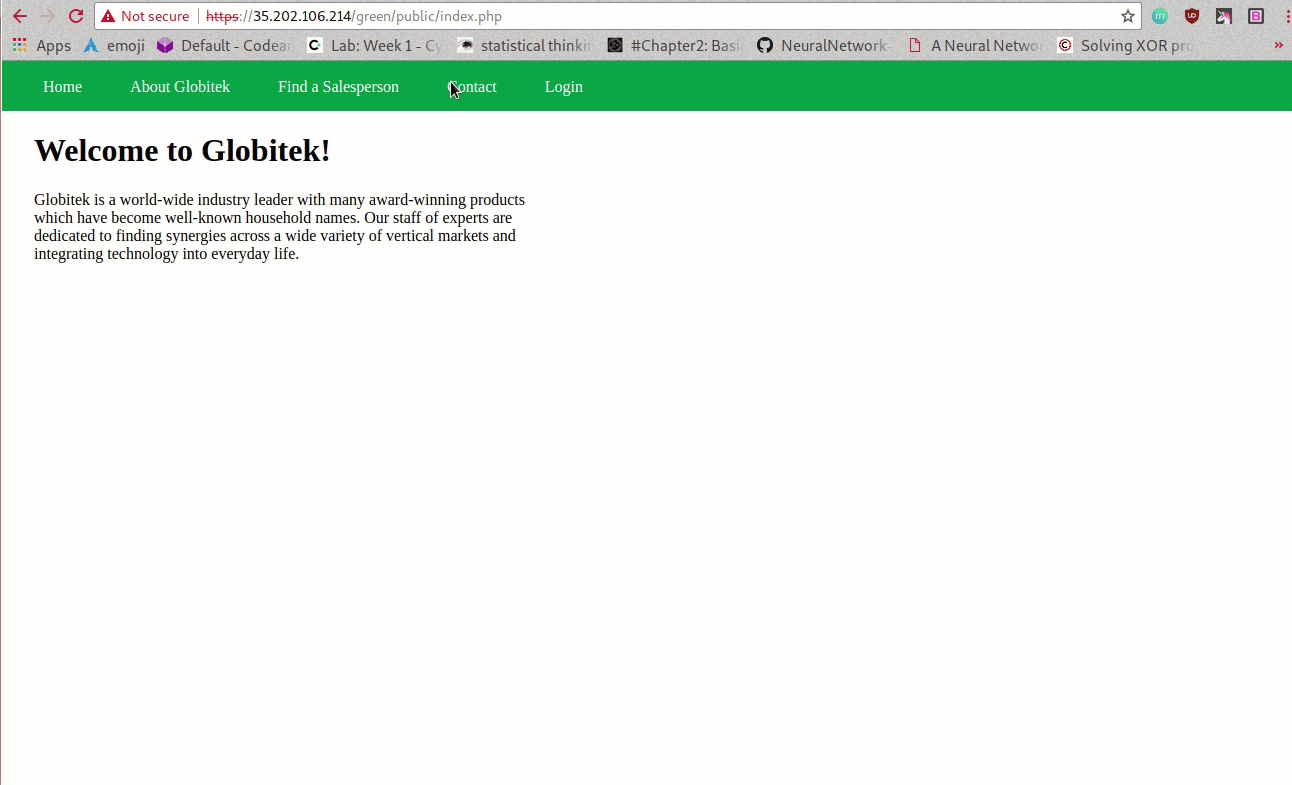 Not secure https://35.202.106.214/green/public/index.php
Apps emoji Default - Codea Lab: Week 1 - Cy statistical thinki #Chapter2: Basi NeuralNetwork- A Neural Netwo Solving XOR pro »
Home About Globitek Find a Salesperson Contact Login
Welcome to Globitek!
Globitek is a world-wide industry leader with many award-winning products
which have become well-known household names. Our staff of experts are
dedicated to finding synergies across a wide variety of vertical markets and
integrating technology into everyday life.